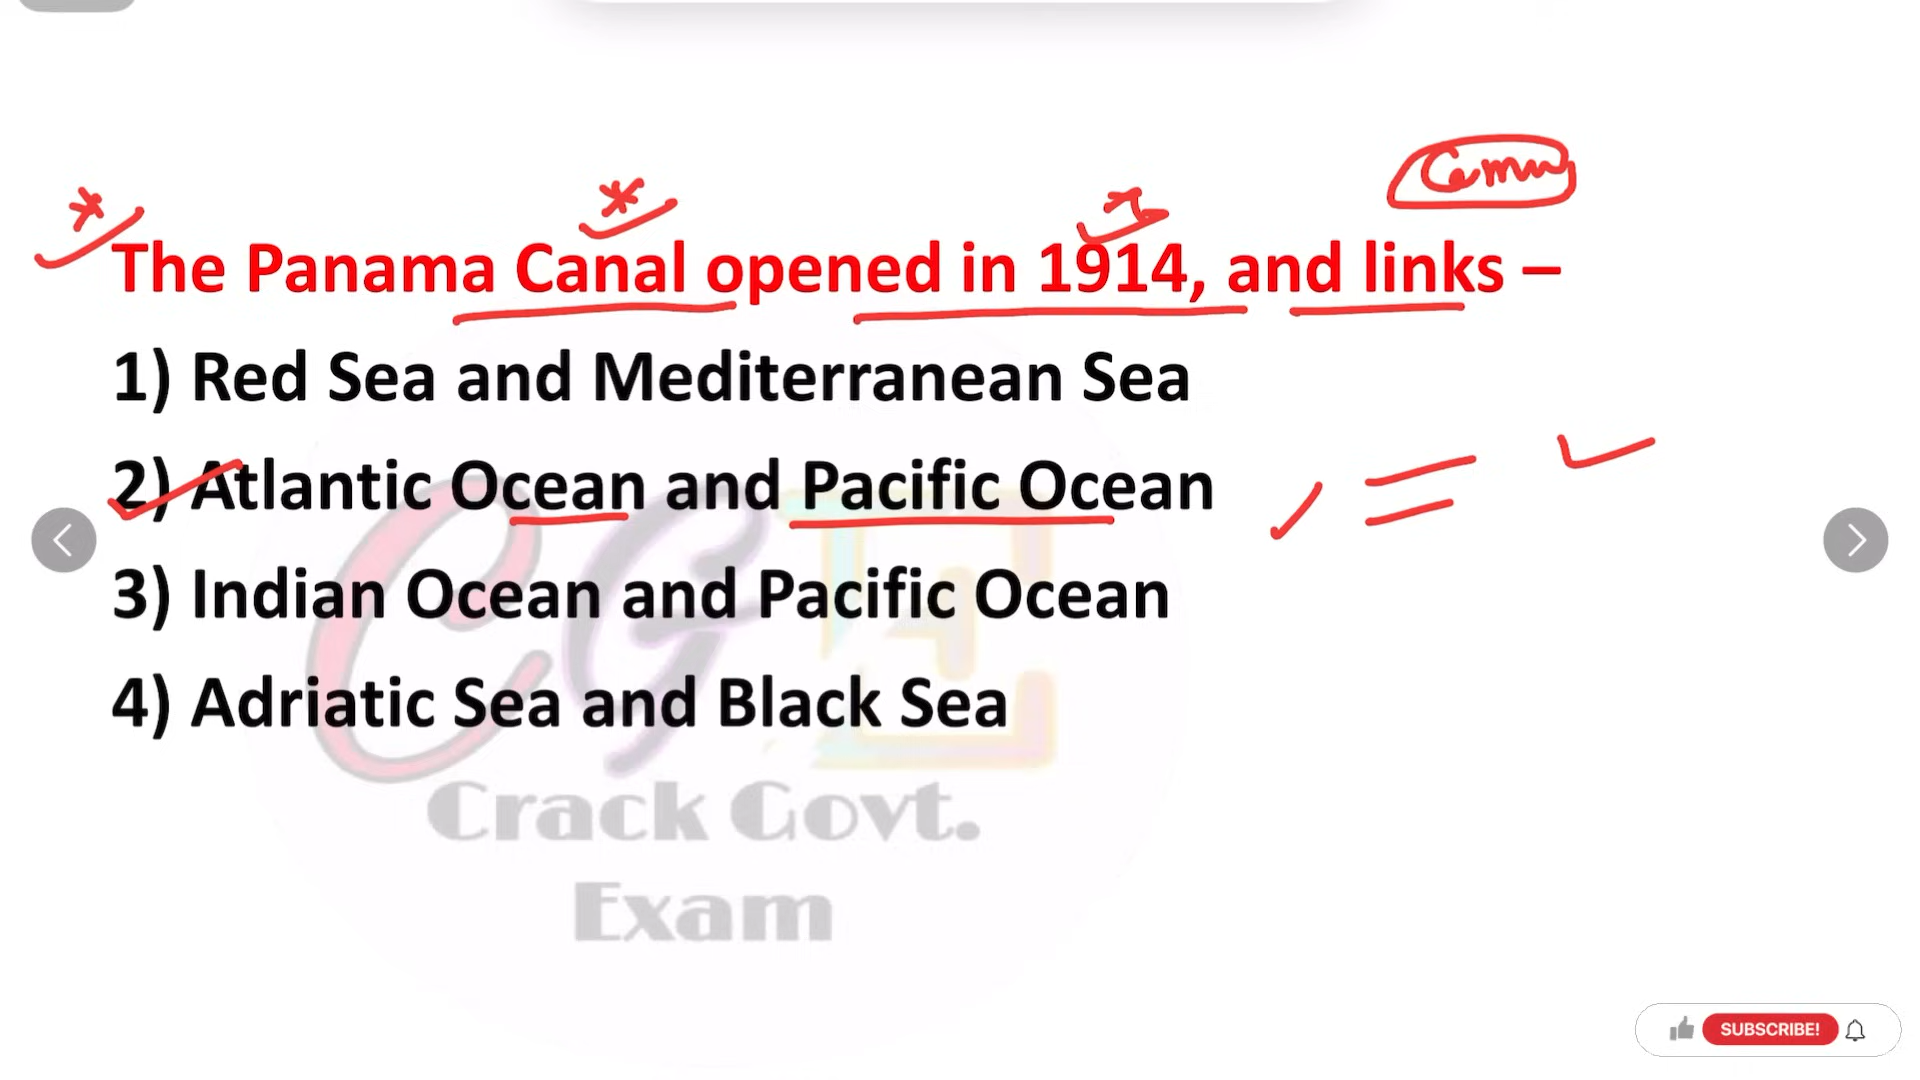 The Panama Canal opened in 1914, and links –
1) Red Sea and Mediterranean Sea
2) Atlantic Ocean and Pacific Ocean
3) Indian Ocean and Pacific Ocean
4) Adriatic Sea and Black Sea
CGE
Crack Govt.
Exam
SUBSCRIBE!